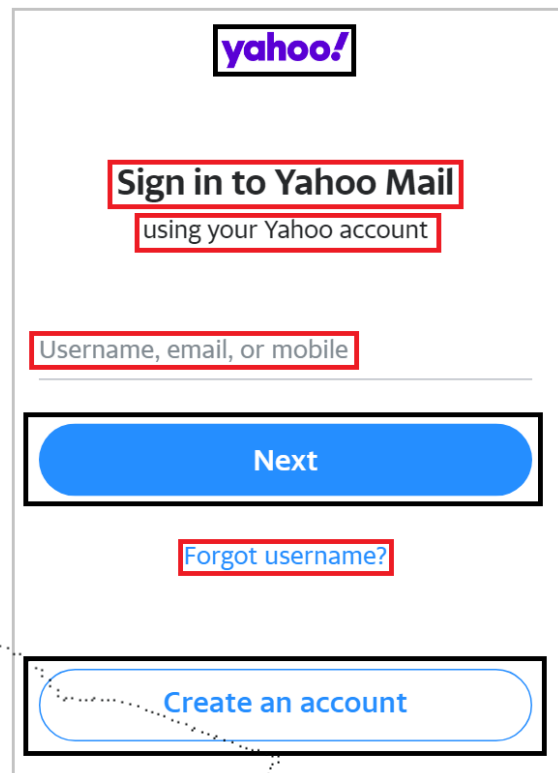 yahoo!
Sign in to Yahoo Mail
using your Yahoo account
Username, email, or mobile
Next
Forgot username?
Create an account